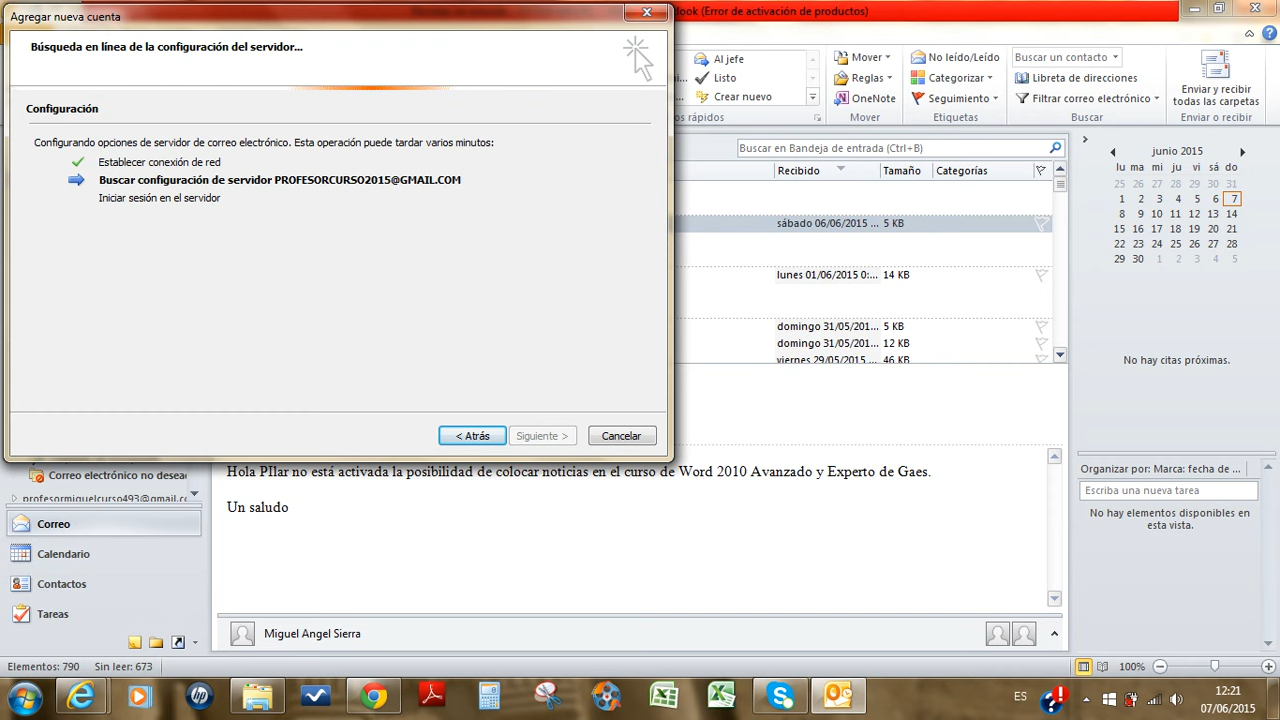 Agregar nueva cuenta
ook (Error de activación de productos)
Búsqueda en línea de la configuración del servidor...
Configuración
Configurando opciones de servidor de correo electrónico. Esta operación puede tardar varios minutos:
Establecer conexión de red
Buscar configuración de servidor PROFESORCURSO2015@GMAIL.COM
Iniciar sesión en el servidor
< Atrás
Siguiente >
Cancelar
Al jefe
Listo
Crear nuevo
ni...
a...
os rápidos
Mover
Reglas
OneNote
Mover
No leído/Leído
Categorizar
Seguimiento
Etiquetas
Buscar un contacto
Libreta de direcciones
Filtrar correo electrónico
Buscar
Enviar y recibir
todas las carpetas
Enviar o recibir
Buscar en Bandeja de entrada (Ctrl+B)
Recibido Tamaño Categorías
sábado 06/06/2015 ... 5 KB
lunes 01/06/2015 0:... 14 KB
domingo 31/05/201... 5 KB
domingo 31/05/201... 12 KB
viernes 29/05/2015 ... 46 KB
junio 2015
lu ma mi ju vi sá do
25 26 27 28 29 30 31
1 2 3 4 5 6 7
8 9 10 11 12 13 14
15 16 17 18 19 20 21
22 23 24 25 26 27 28
29 30 1 2 3 4 5
No hay citas próximas.
Organizar por: Marca: fecha de ...
Escriba una nueva tarea
No hay elementos disponibles en
esta vista.
Correo electrónico no desea
profesormiguelcurso493@gmail.co
Correo
Calendario
Contactos
Tareas
Hola PIlar no está activada la posibilidad de colocar noticias en el curso de Word 2010 Avanzado y Experto de Gaes.
Un saludo
Miguel Angel Sierra
Elementos: 790 Sin leer: 673
100%
ES
12:21
07/06/2015